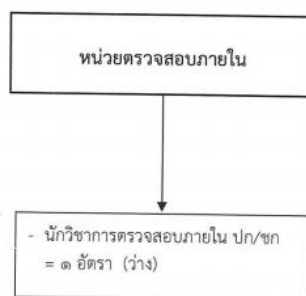 หน่วยตรวจสอบภายใน
- นักวิชาการตรวจสอบภายใน ปก/ชก
= ๑ อัตรา (ว่าง)